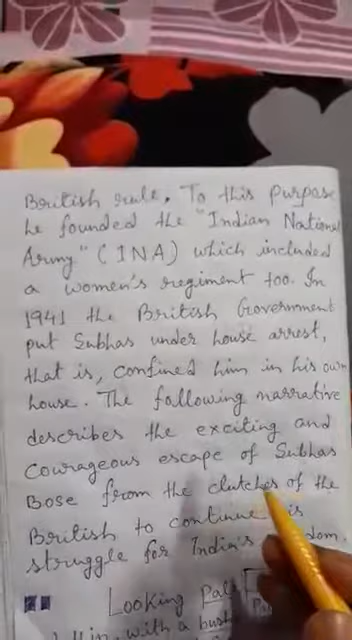 British rule. To this purpose
he founded the "Indian National
Army" (INA) which included
a women's regiment too. In
1941 the British Government
put Subhas under house arrest,
that is, confined him in his own
house. The following narrative
describes the exciting and
courageous escape of Subhas
Bose from the clutches of the
British to continue is
struggle for India's dom.
Looking
with a